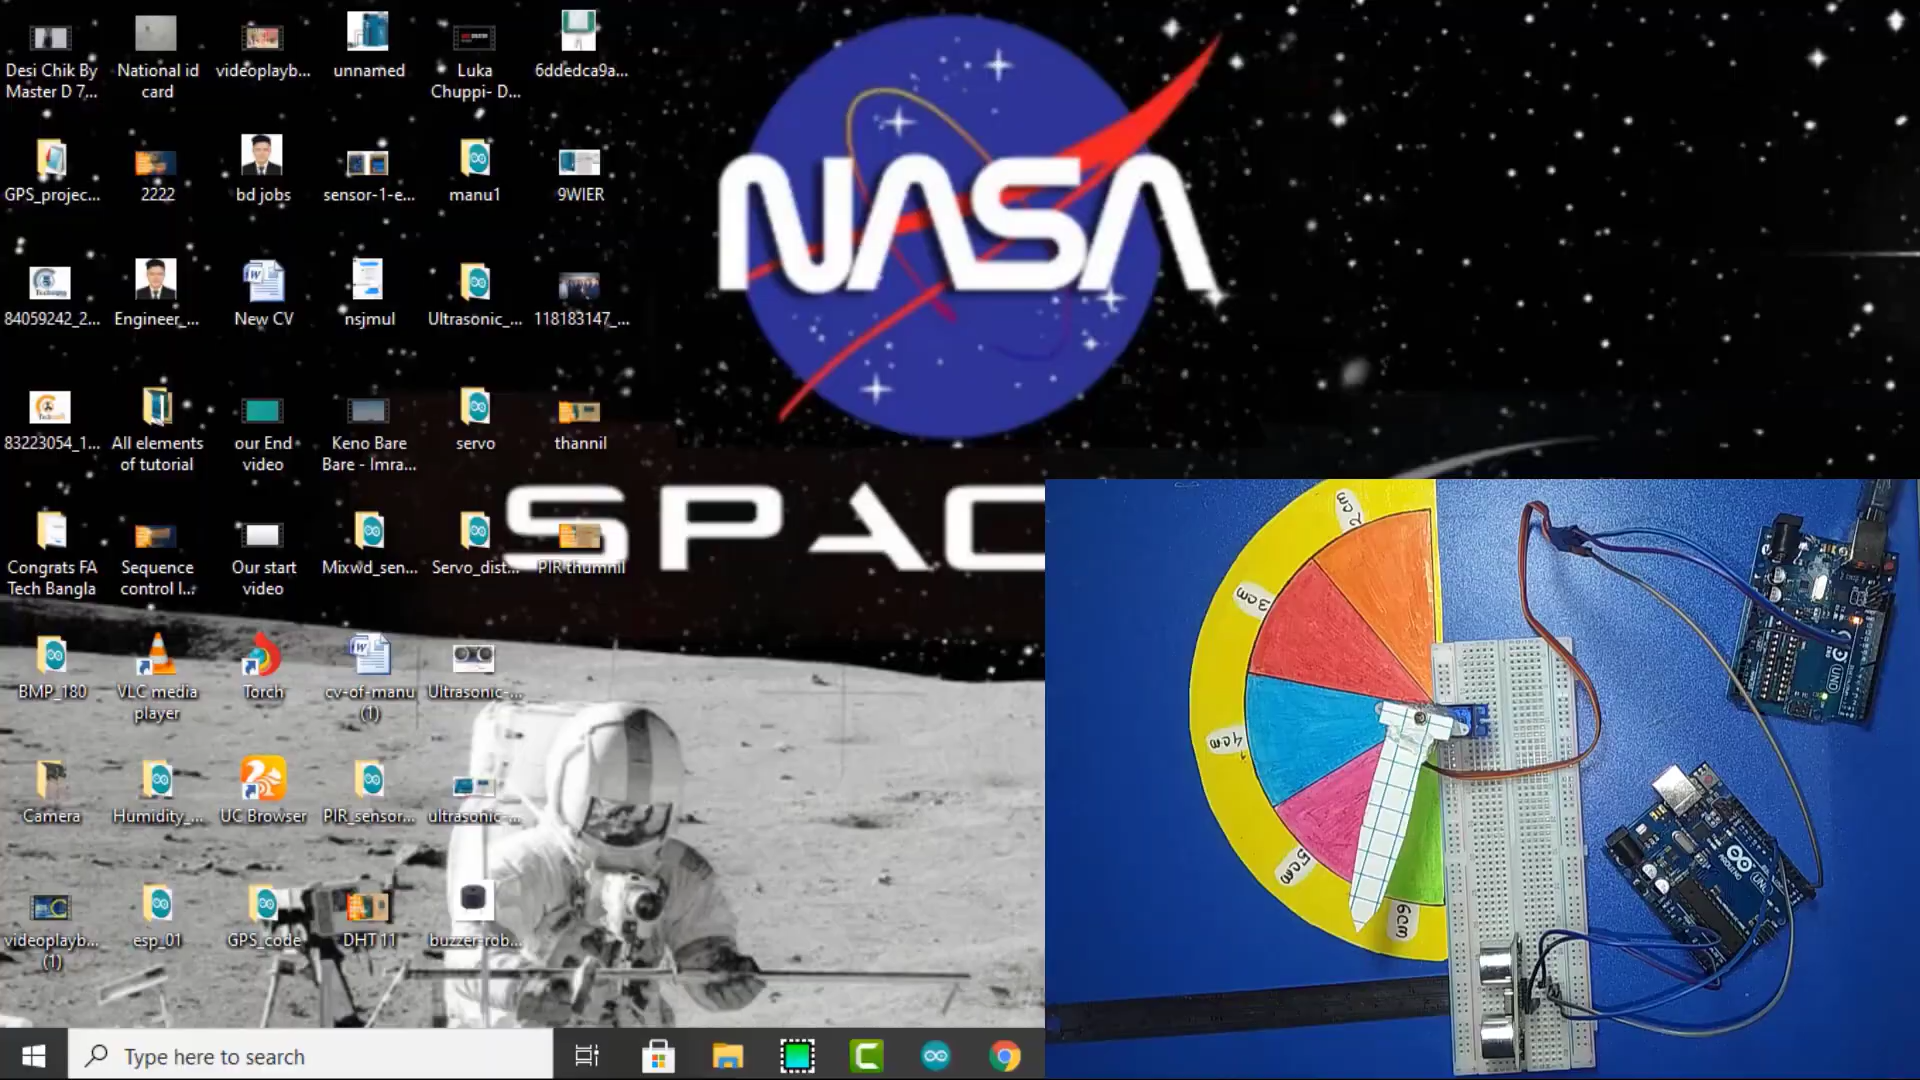 Desi Chik By
Master D 7...
National id
card
videoplayb...
unnamed
Luka
Chuppi- D...
6ddedca9a...
GPS_projec...
2222
bd jobs
sensor-1-e...
manu1
9WIER
84059242_2...
Engineer_...
New CV
nsjmul
Ultrasonic_...
118183147_...
83223054_1...
All elements
of tutorial
our End
video
Keno Bare
Bare - Imra...
servo
thannil
Congrats FA
Tech Bangla
Sequence
control l...
Our start
video
Mixwd_sen...
Servo_dist...
PIR thumnil
BMP_180
VLC media
player
Torch
cv-of-manu
(1)
Ultrasonic-...
Camera
Humidity_...
UC Browser
PIR_sensor...
ultrasonic-...
videoplayb...
(1)
esp_01
GPS_code
DHT 11
buzzer-rob...
NASA
SPAC
2cm
3cm
4cm
5cm
6cm
UNO
UNO
ARDUINO
Type here to search